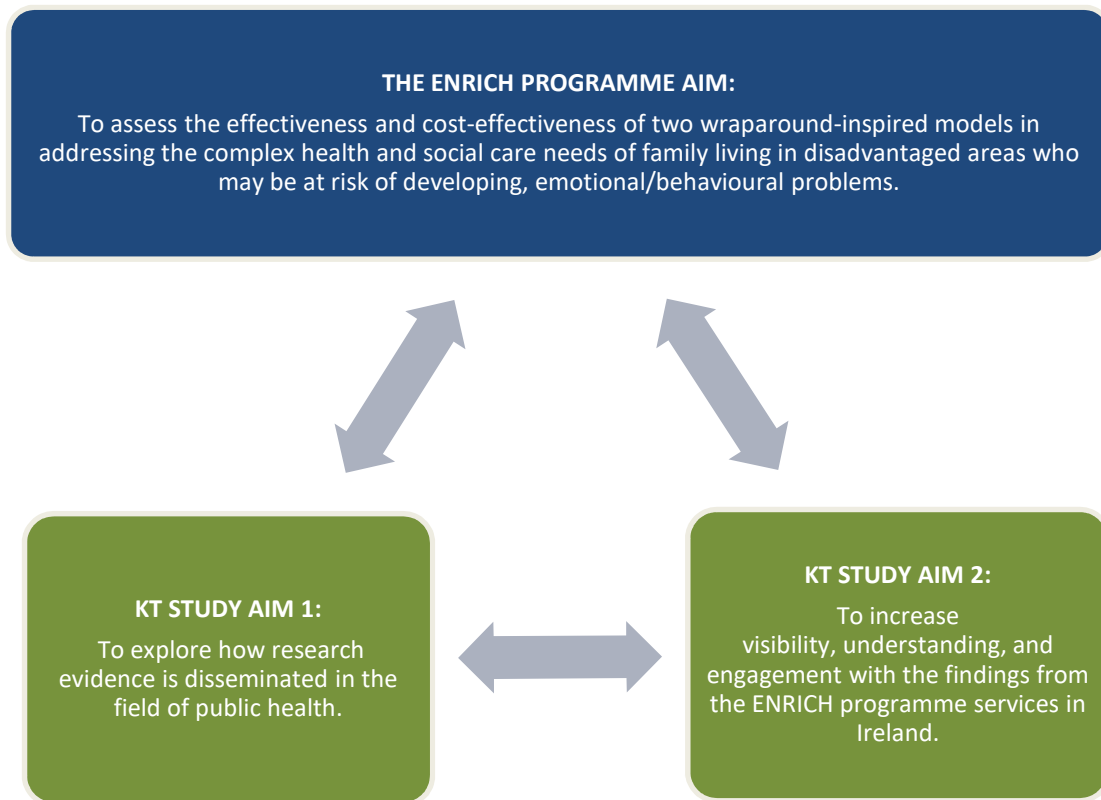 THE ENRICH PROGRAMME AIM:
To assess the effectiveness and cost-effectiveness of two wraparound-inspired models in
addressing the complex health and social care needs of family living in disadvantaged areas who
may be at risk of developing, emotional/behavioural problems.
KT STUDY AIM 1:
To explore how research
evidence is disseminated in the
field of public health.
KT STUDY AIM 2:
To increase
visibility, understanding, and
engagement with the findings from
the ENRICH programme services in
Ireland.